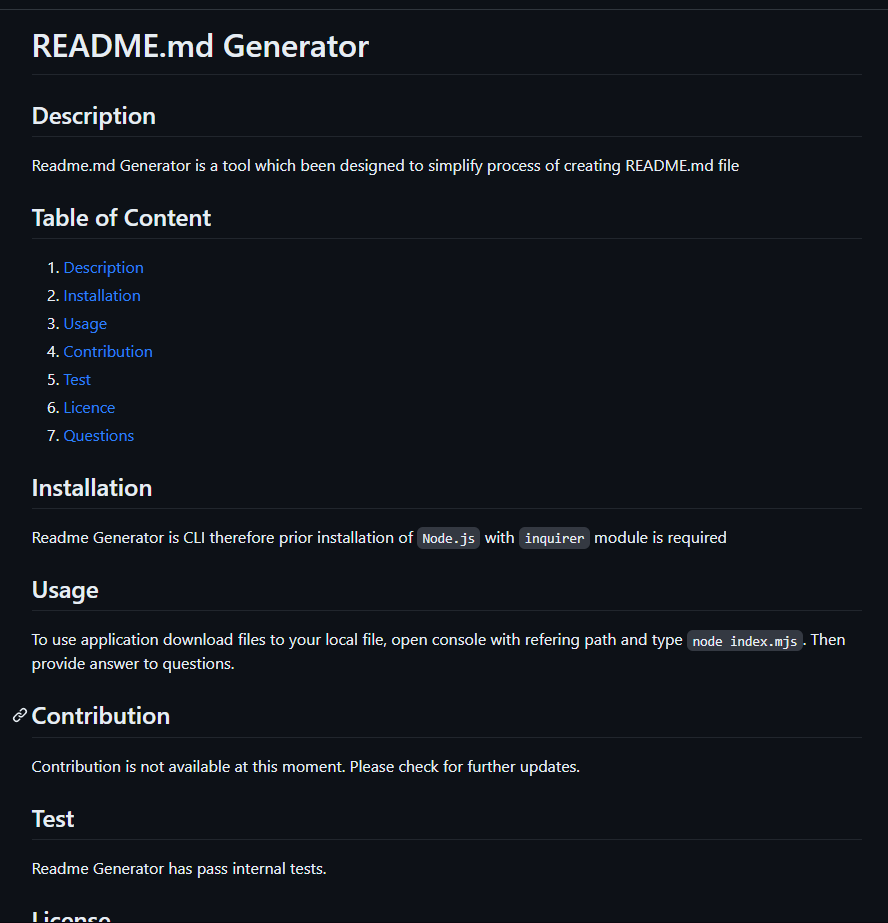 README.md Generator
Description
Readme.md Generator is a tool which been designed to simplify process of creating README.md file
Table of Content
1. Description
2. Installation
3. Usage
4. Contribution
5. Test
6. Licence
7. Questions
Installation
Readme Generator is CLI therefore prior installation of Node.js with inquirer module is required
Usage
To use application download files to your local file, open console with refering path and type node index.mjs. Then
provide answer to questions.
Contribution
Contribution is not available at this moment. Please check for further updates.
Test
Readme Generator has pass internal tests.
License